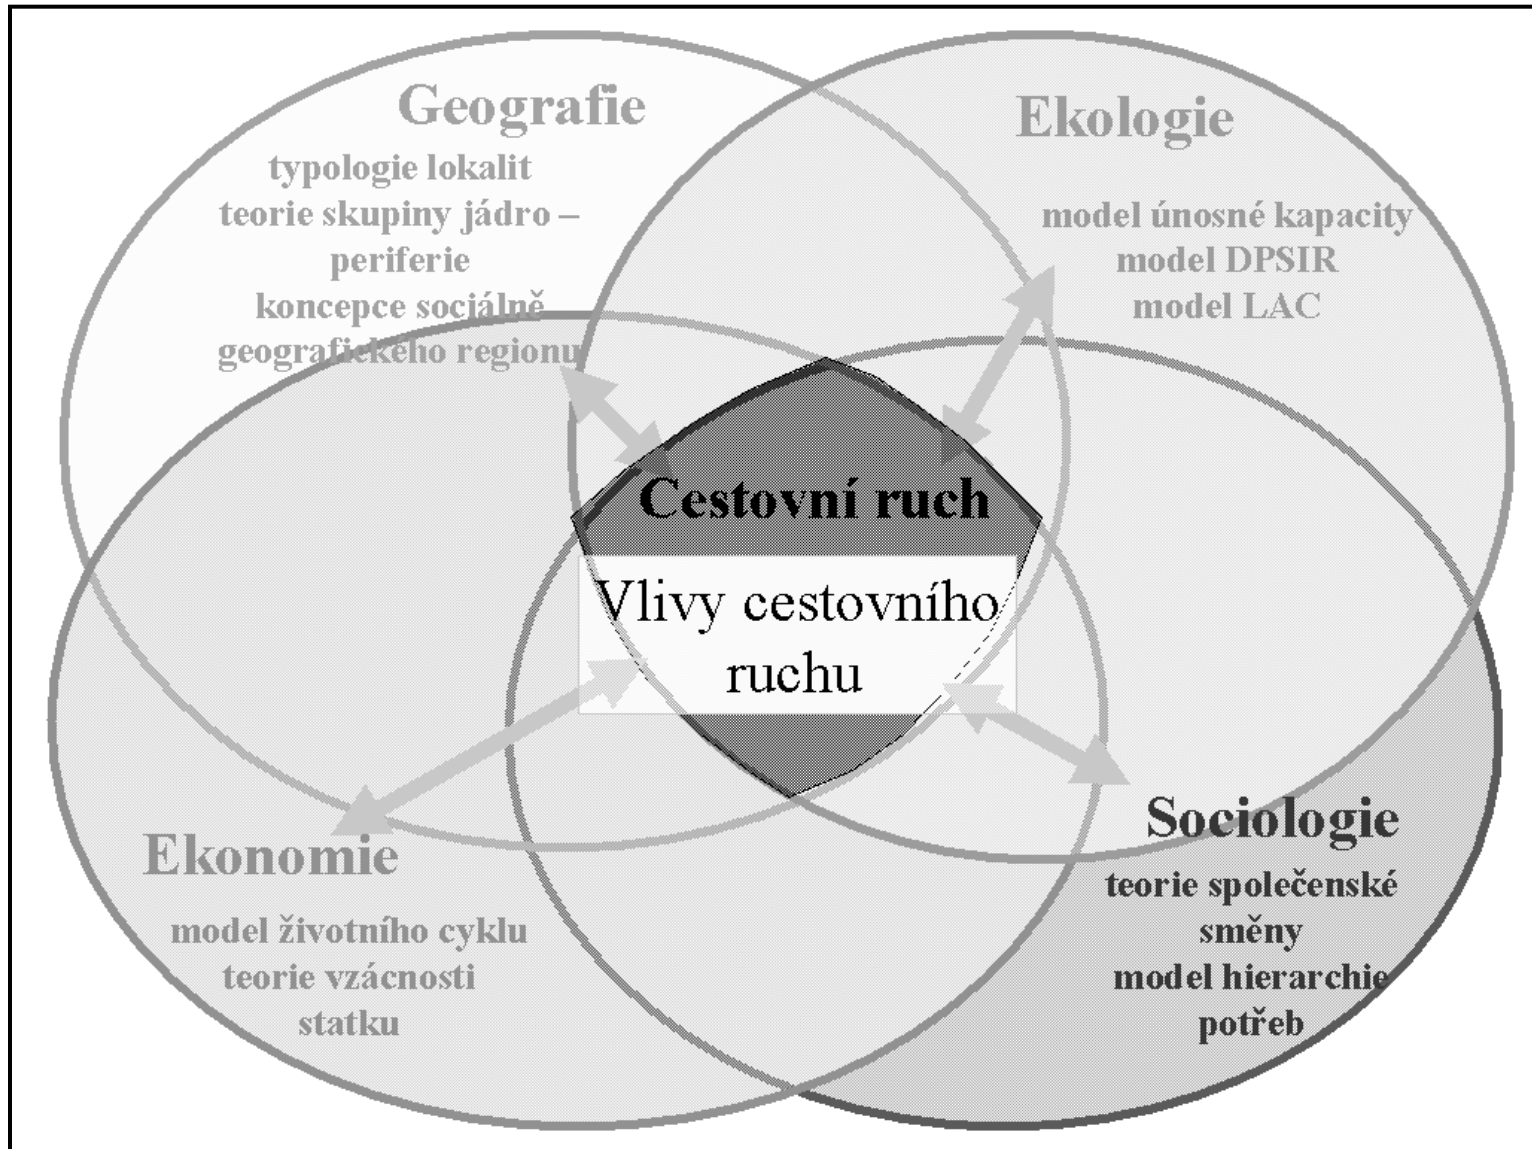 Geografie
typologie lokalit
teorie skupiny jádro –
periferie
koncepce sociálně
geografického regionu
Ekologie
model únosné kapacity
model DPSIR
model LAC
Cestovní ruch
Vlivy cestovního
ruchu
Ekonomie
model životního cyklu
teorie vzácnosti
statku
Sociologie
teorie společenské
směny
model hierarchie
potřeb